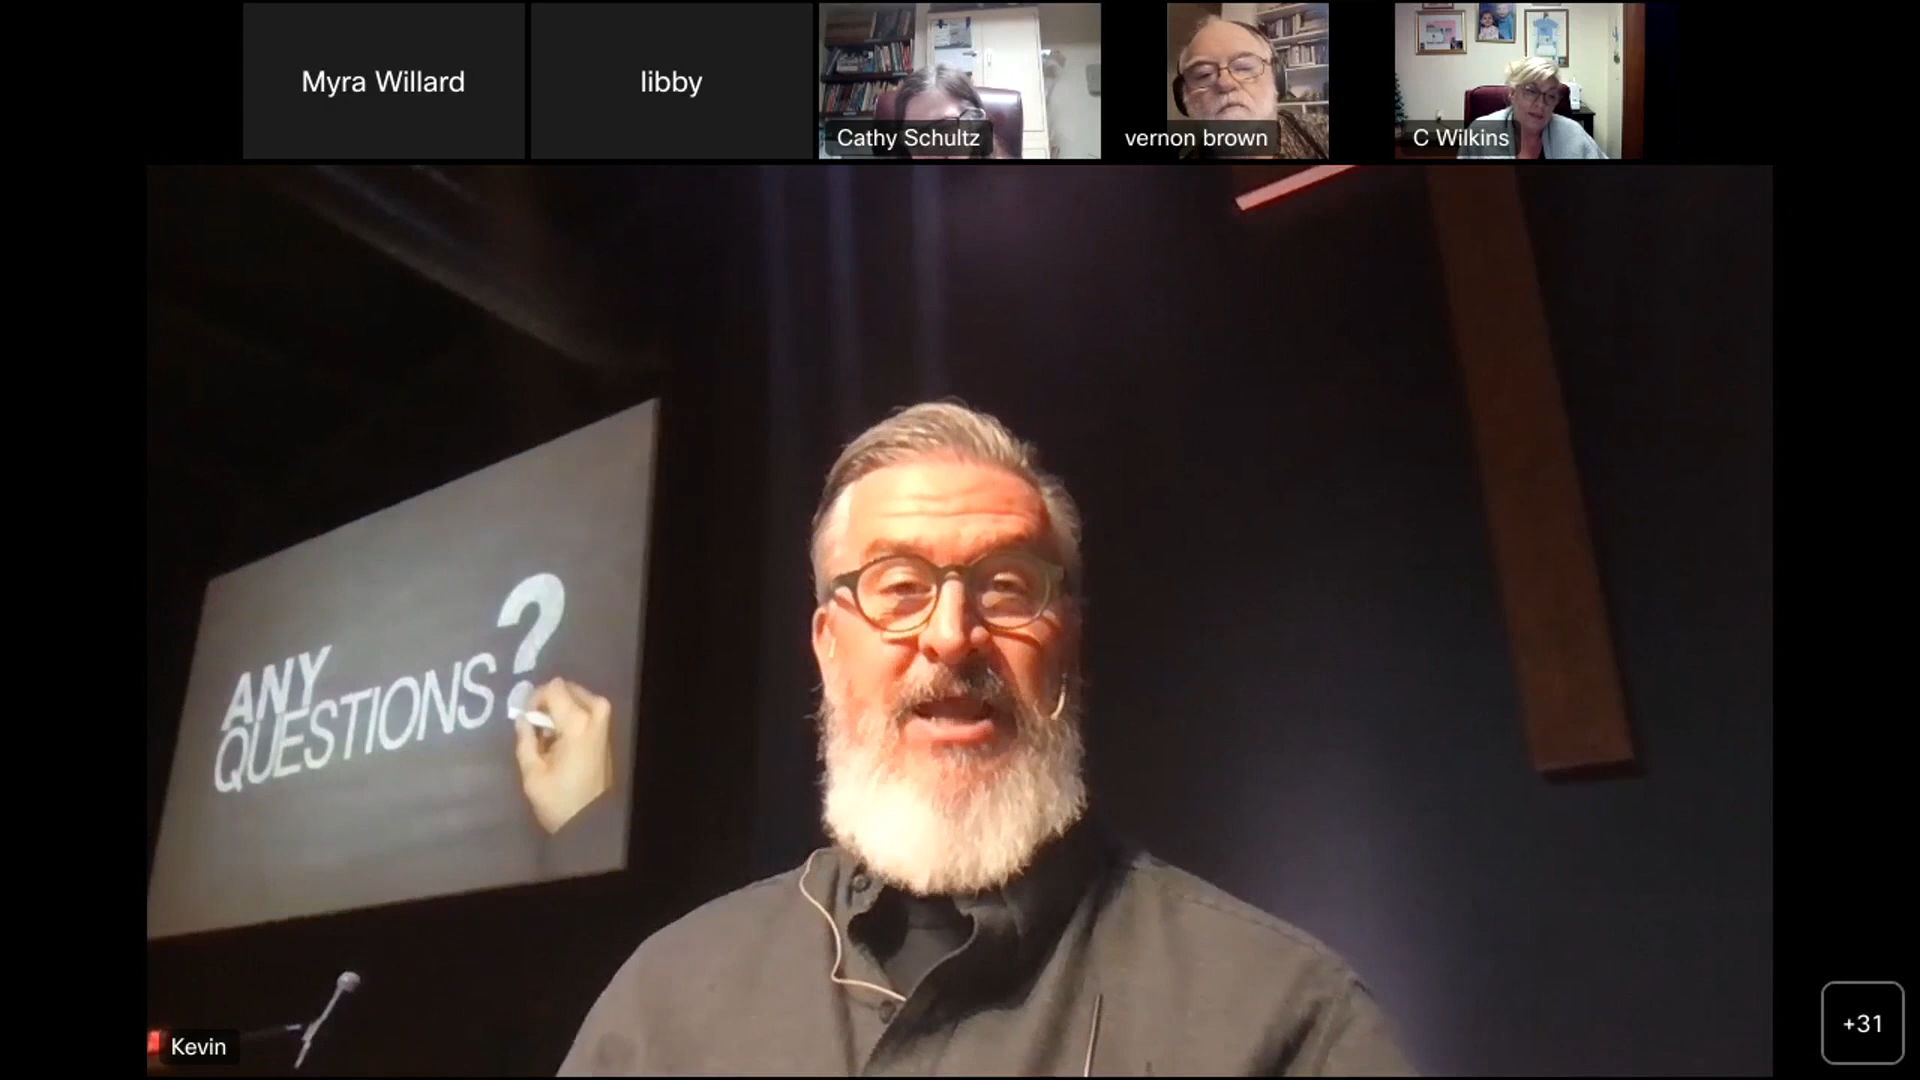 Myra Willard
libby
Cathy Schultz
vernon brown
C Wilkins
ANY
QUESTIONS?
Kevin
+31